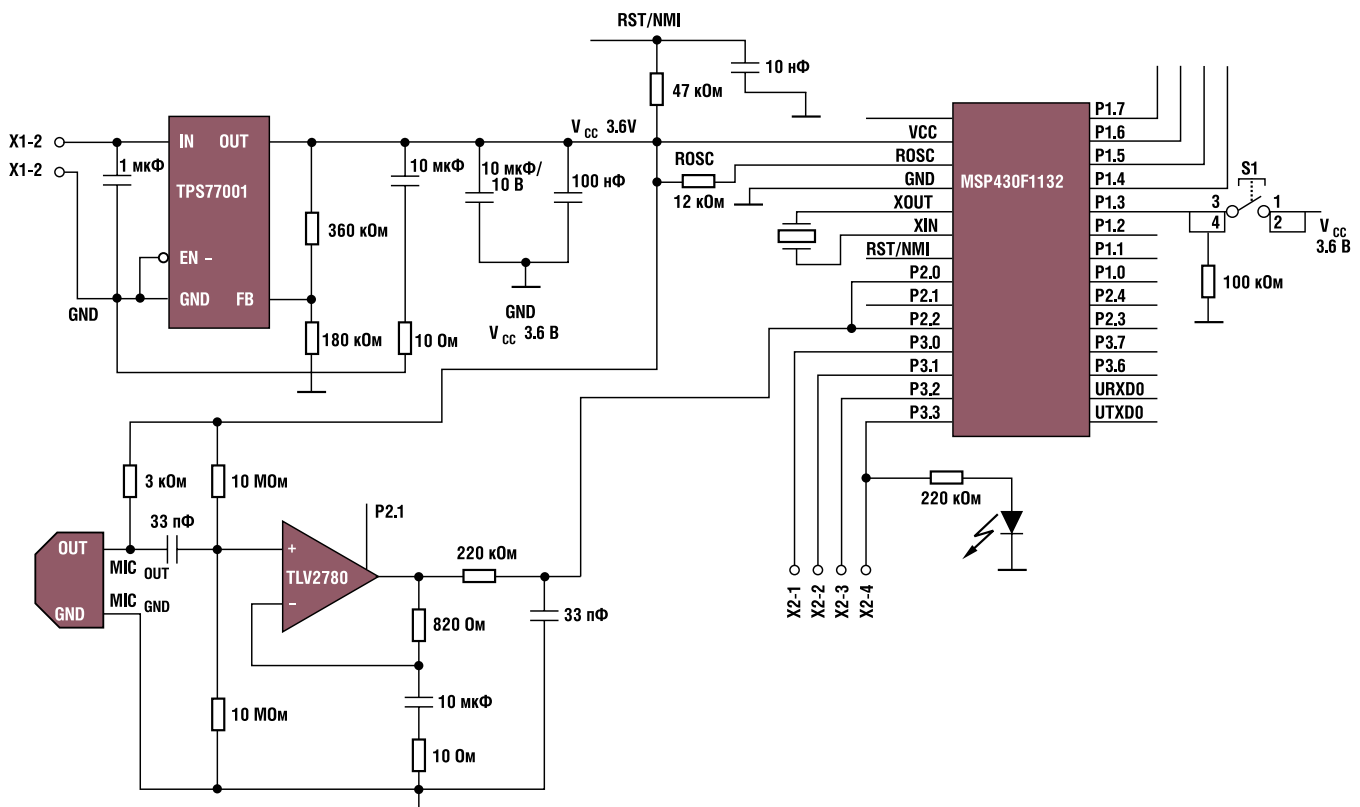 RST/NMI
10 нФ
47 кОм
V CC 3.6V
X1-2
X1-2
1 мкФ
IN OUT
TPS77001
EN –
GND FB
GND
360 кОм
180 кОм
10 мкФ
10 Ом
10 мкФ/
10 В
100 нФ
GND
V CC 3.6 В
ROSC
12 кОм
VCC
ROSC
GND
XOUT
XIN
RST/NMI
P2.0
P2.1
P2.2
P3.0
P3.1
P3.2
P3.3
MSP430F1132
P1.7
P1.6
P1.5
P1.4
P1.3
P1.2
P1.1
P1.0
P2.4
P2.3
P3.7
P3.6
URXD0
UTXD0
S1
3 1
4 2
V CC
3.6 В
100 кОм
220 кОм
X2-1
X2-2
X2-3
X2-4
3 кОм
10 МОм
33 пФ
OUT
MIC OUT
MIC GND
GND
P2.1
+
TLV2780
–
220 кОм
820 Ом
33 пФ
10 мкФ
10 МОм
10 Ом